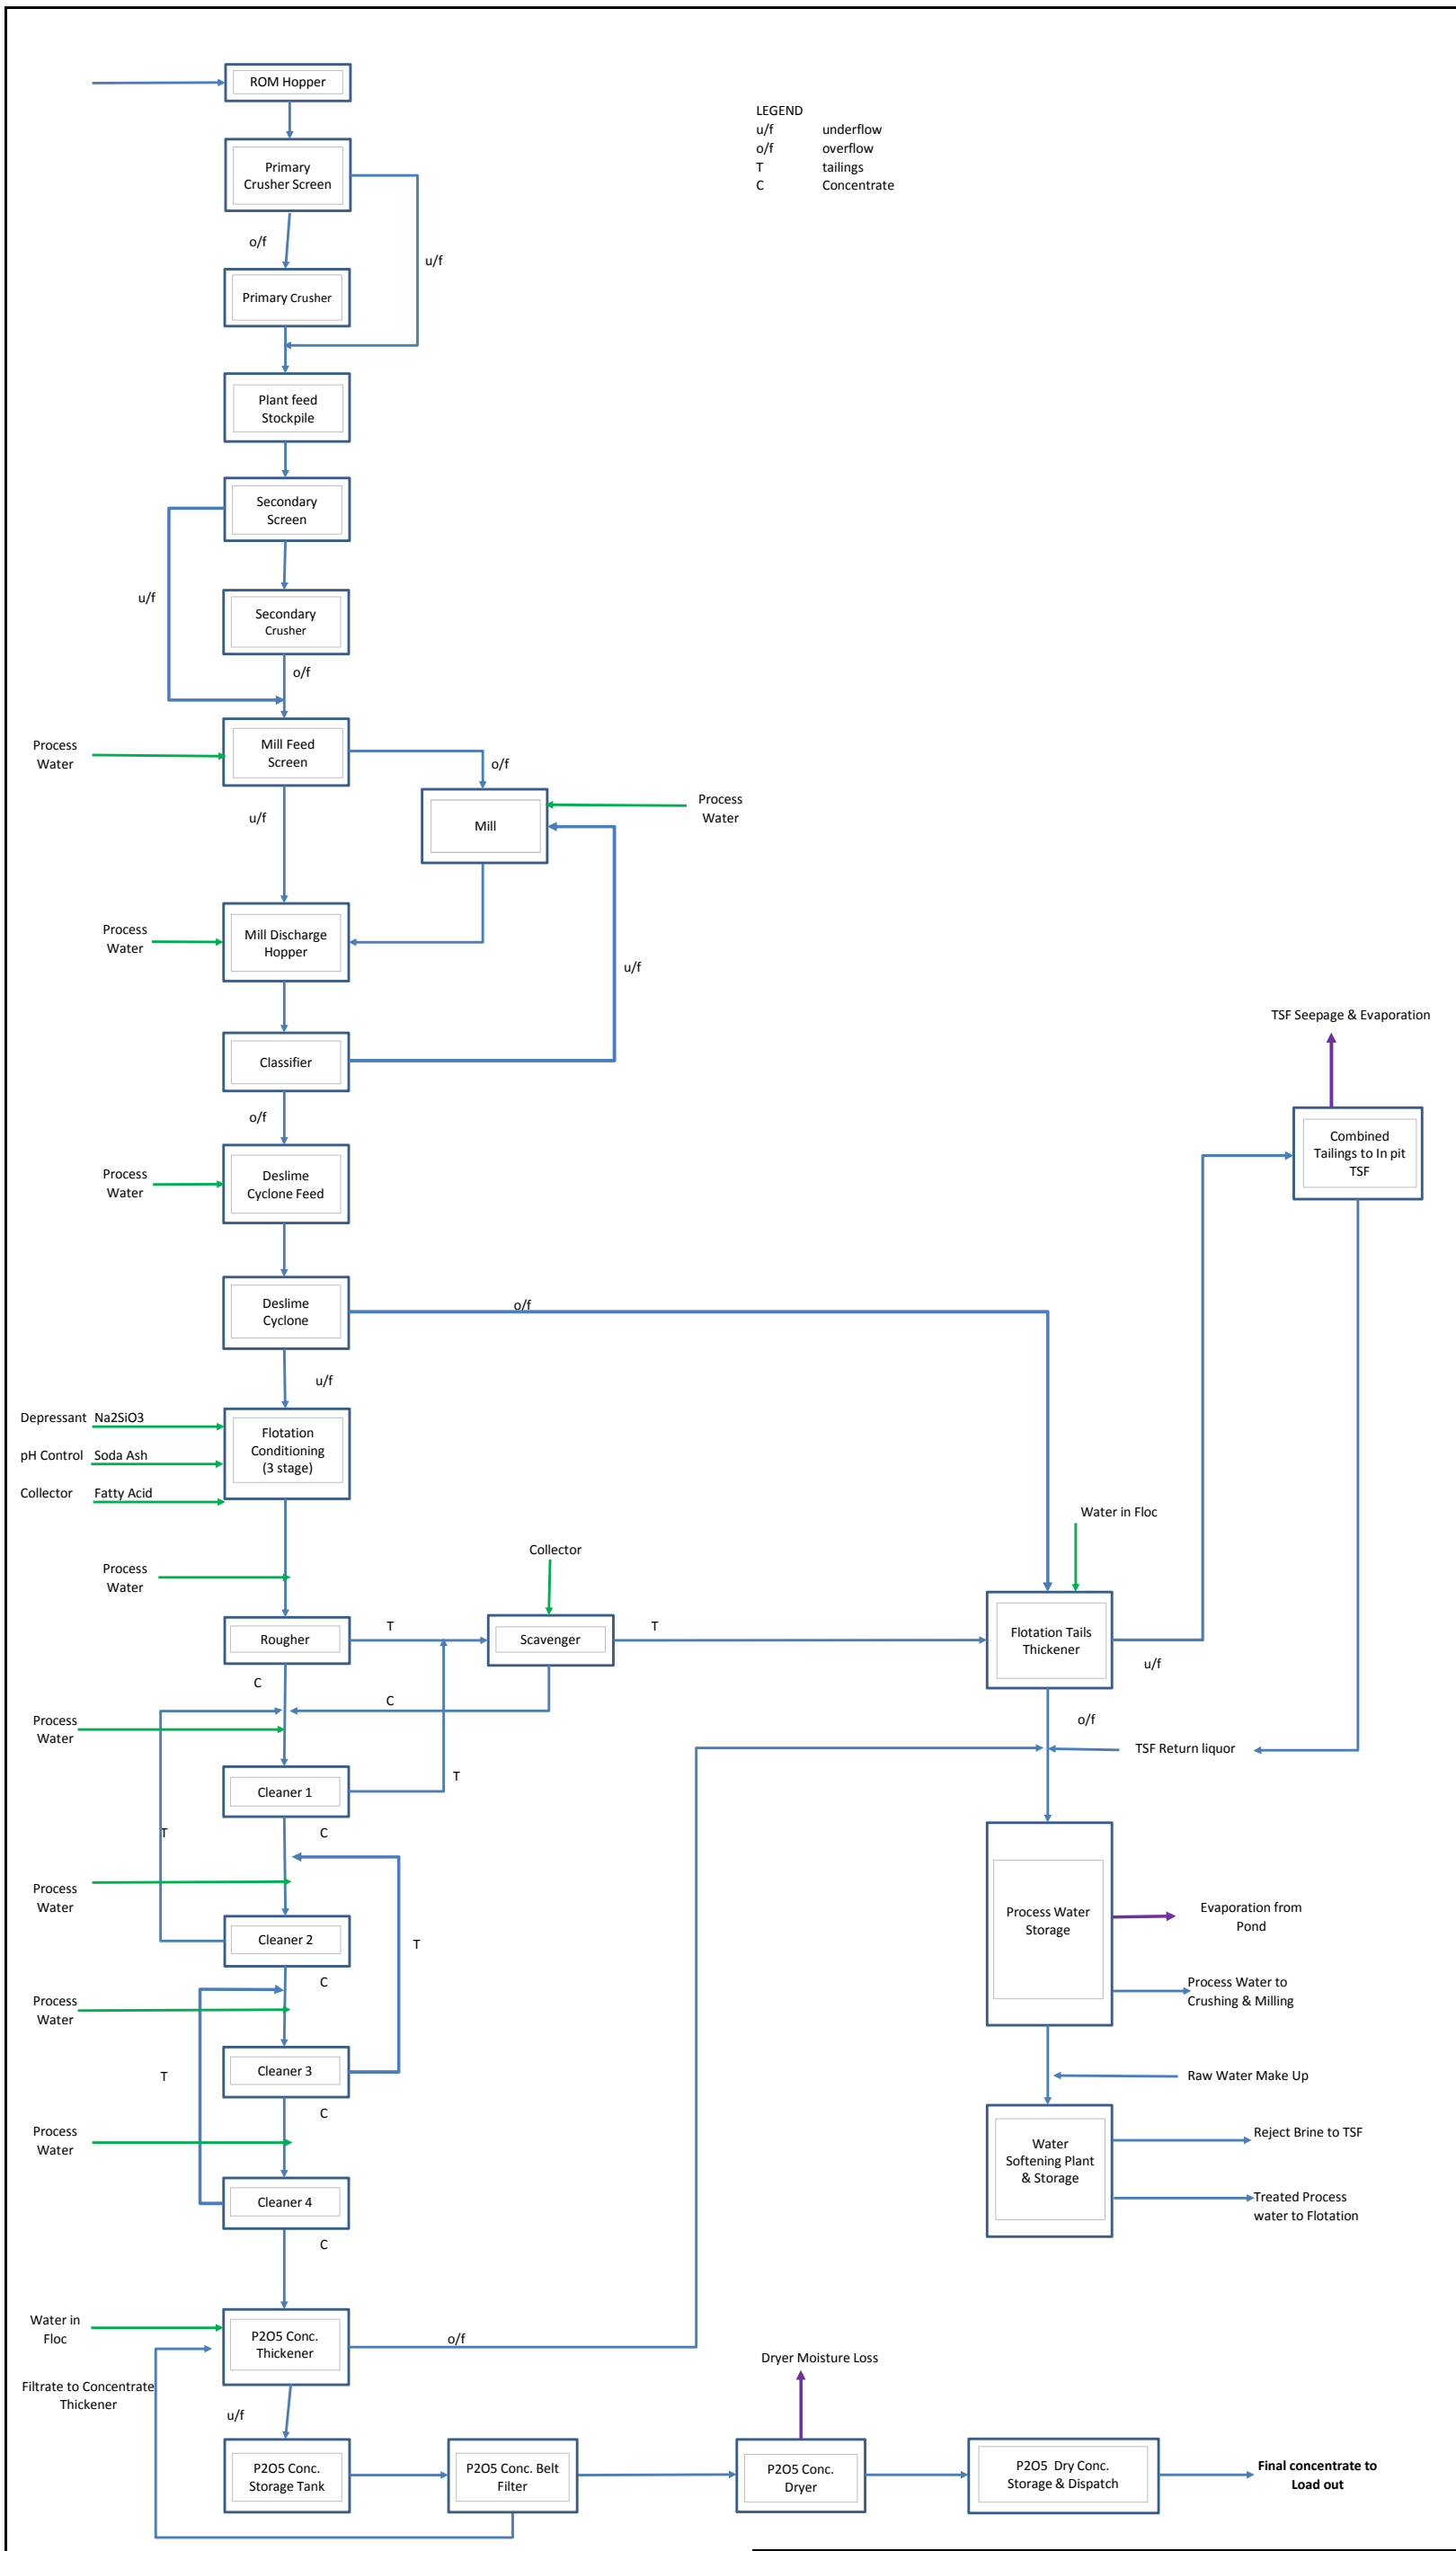 ROM Hopper
LEGEND
u/f underflow
o/f overflow
T tailings
C Concentrate
Primary
Crusher Screen
o/f
u/f
Primary Crusher
Plant feed
Stockpile
Secondary
Screen
u/f
Secondary
Crusher
o/f
Process
Water
Mill Feed
Screen
o/f
u/f
Mill
Process
Water
Process
Water
Mill Discharge
Hopper
u/f
Classifier
o/f
TSF Seepage & Evaporation
Combined
Tailings to In pit
TSF
Process
Water
Deslime
Cyclone Feed
Deslime
Cyclone
o/f
u/f
Depressant Na2SiO3
pH Control Soda Ash
Collector Fatty Acid
Flotation
Conditioning
(3 stage)
Water in Floc
Collector
Process
Water
Rougher
T
Scavenger
T
Flotation Tails
Thickener
u/f
C
C
Process
Water
o/f
TSF Return liquor
Cleaner 1
T
T
C
Process
Water
Cleaner 2
T
C
Process Water
Storage
Evaporation from
Pond
Process Water to
Crushing & Milling
Process
Water
Cleaner 3
T
C
Raw Water Make Up
Process
Water
Water
Softening Plant
& Storage
Reject Brine to TSF
Treated Process
water to Flotation
Cleaner 4
C
Water in
Floc
P2O5 Conc.
Thickener
o/f
Filtrate to Concentrate
Thickener
u/f
Dryer Moisture Loss
P2O5 Conc.
Storage Tank
P2O5 Conc. Belt
Filter
P2O5 Conc.
Dryer
P2O5 Dry Conc.
Storage & Dispatch
Final concentrate to
Load out